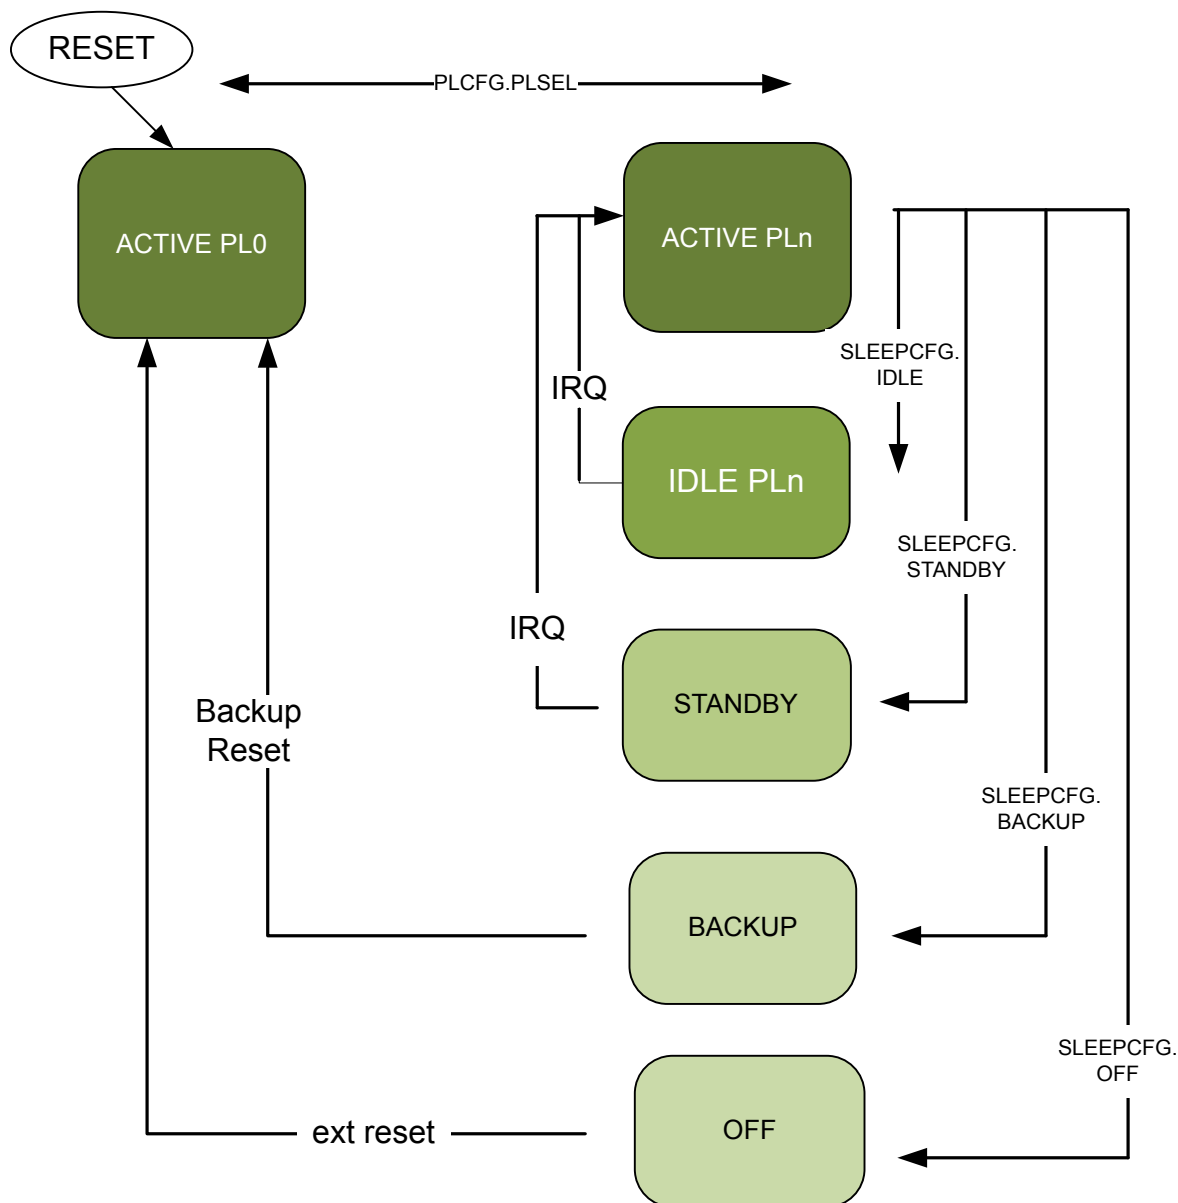 RESET
PLCFG.PLSEL
ACTIVE PL0
ACTIVE PLn
SLEEPCFG.
IDLE
IRQ
IDLE PLn
SLEEPCFG.
STANDBY
IRQ
STANDBY
Backup
Reset
SLEEPCFG.
BACKUP
BACKUP
SLEEPCFG.
OFF
ext reset
OFF